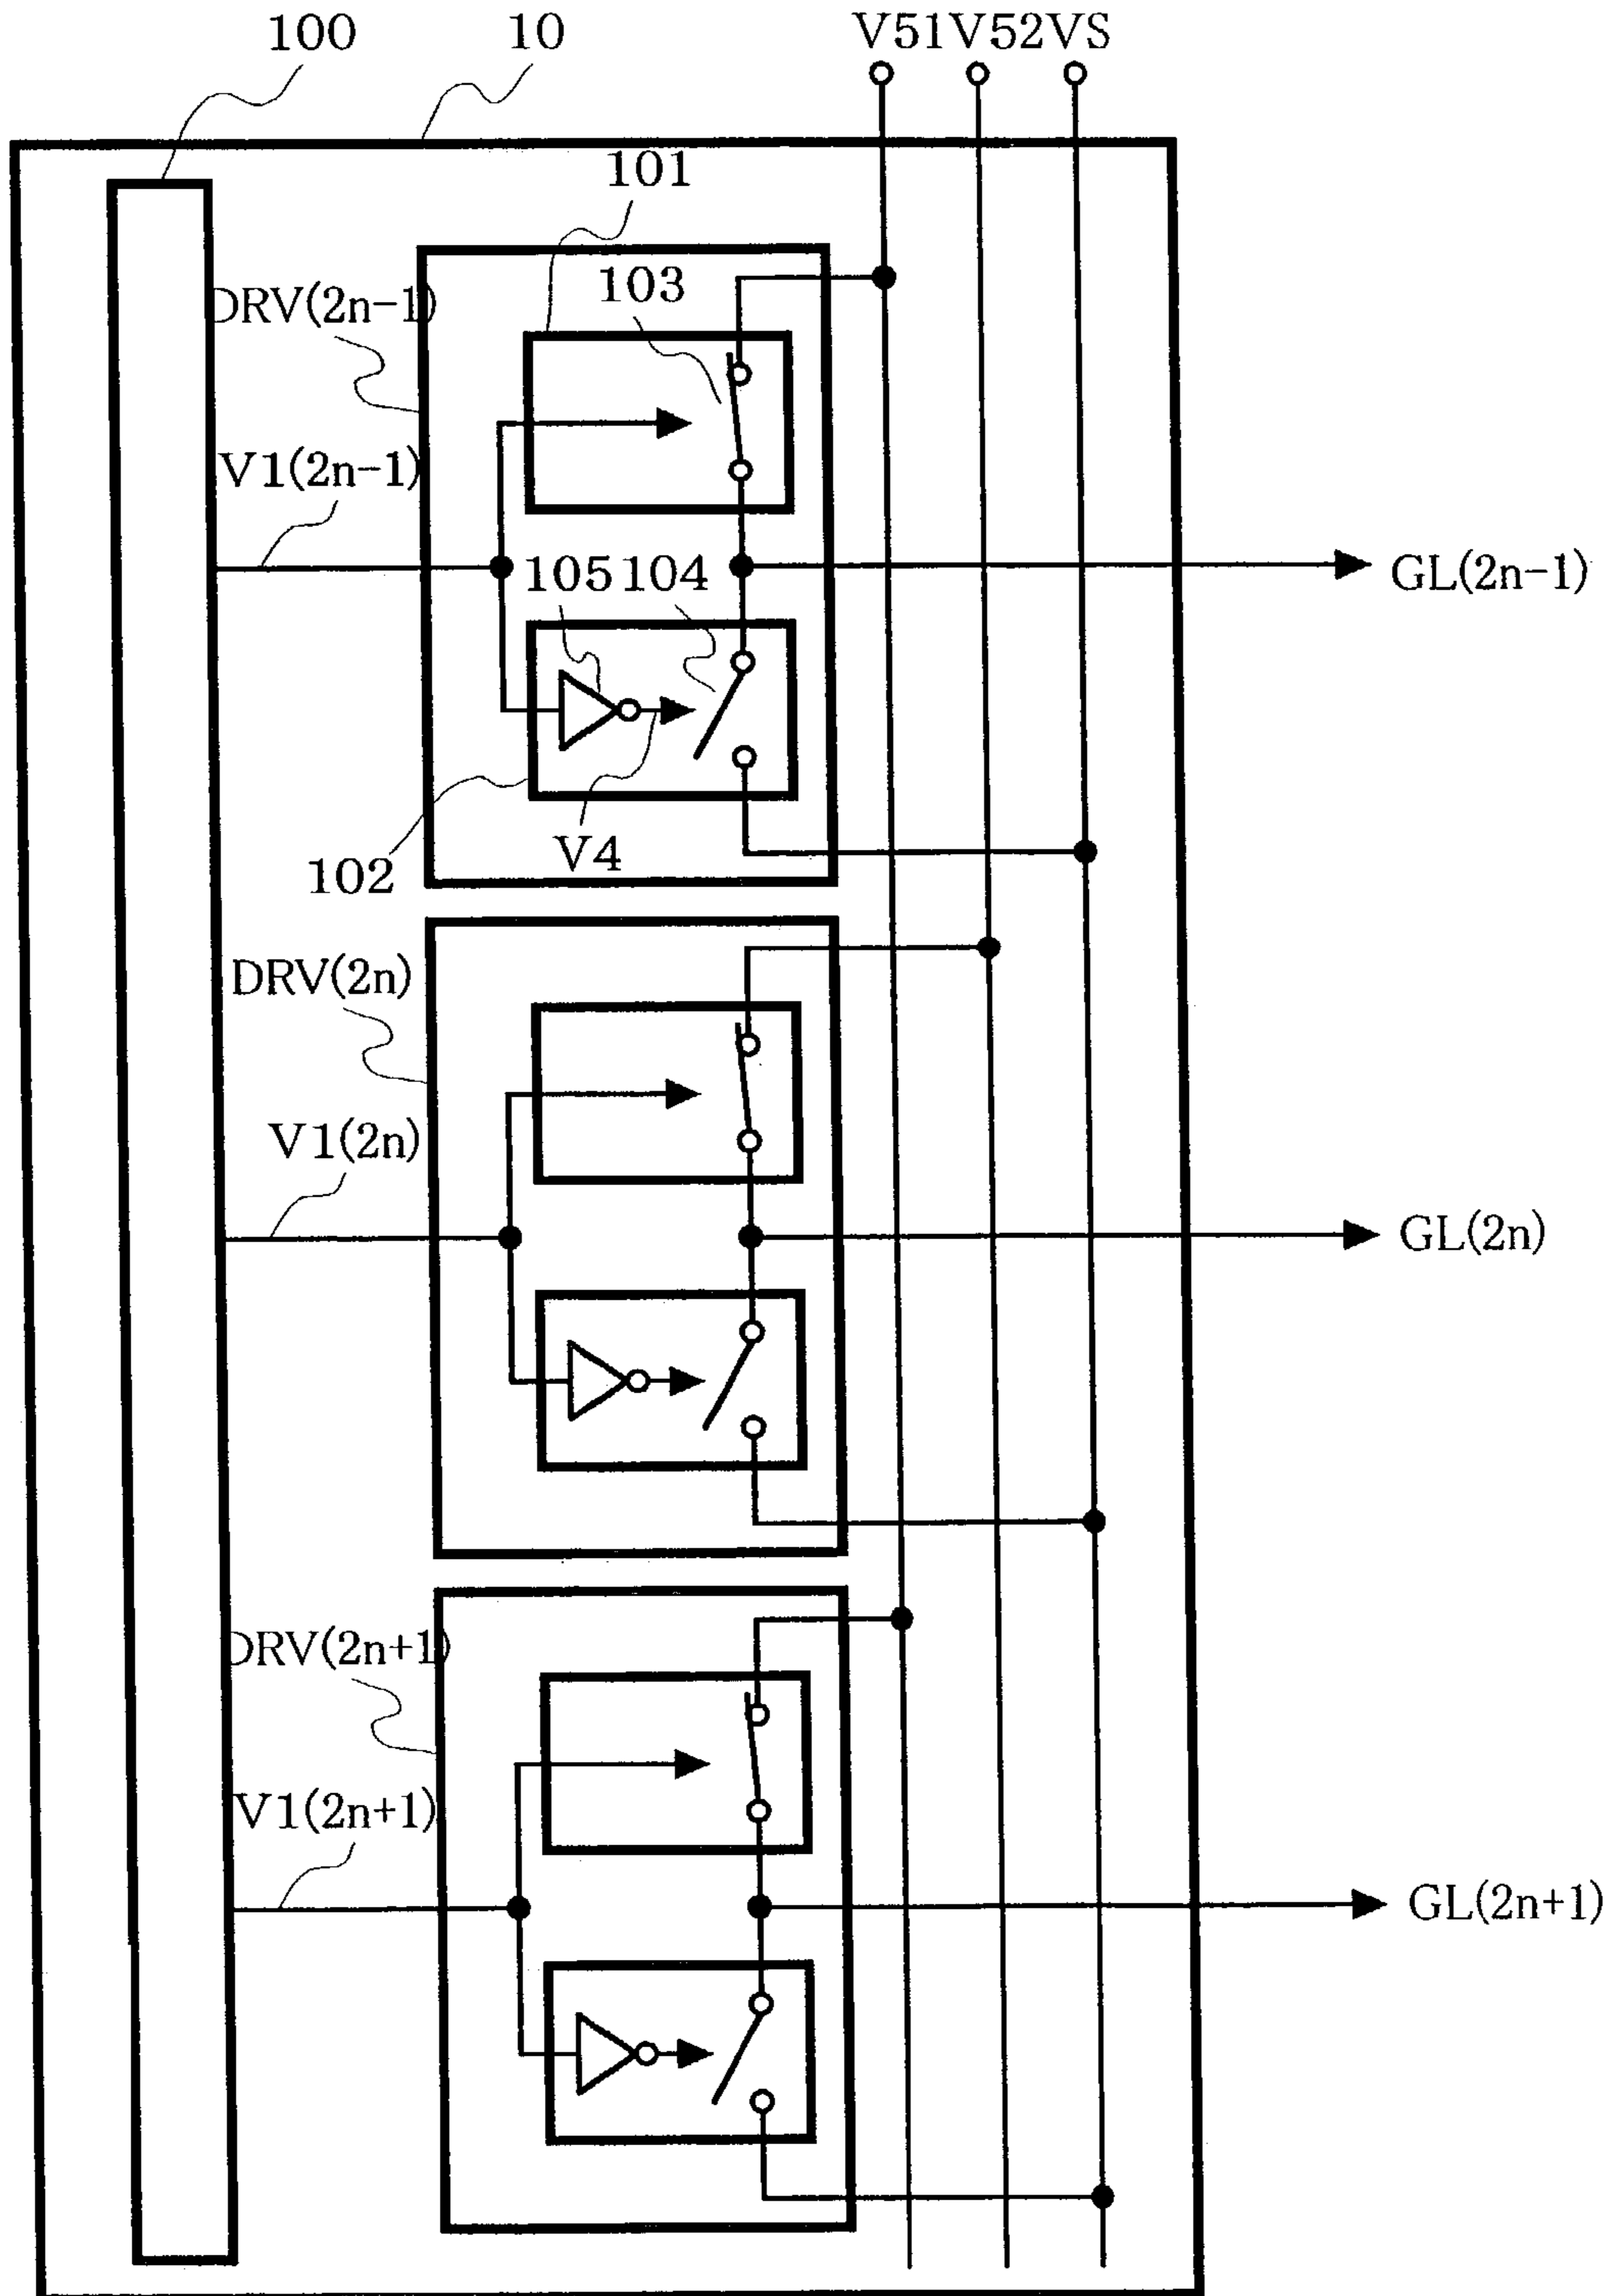 100
10
V51 V52 VS
101
DRV(2n-1)
103
V1(2n-1)
105 104
GL(2n-1)
V4
102
DRV(2n)
V1(2n)
GL(2n)
DRV(2n+1)
V1(2n+1)
GL(2n+1)